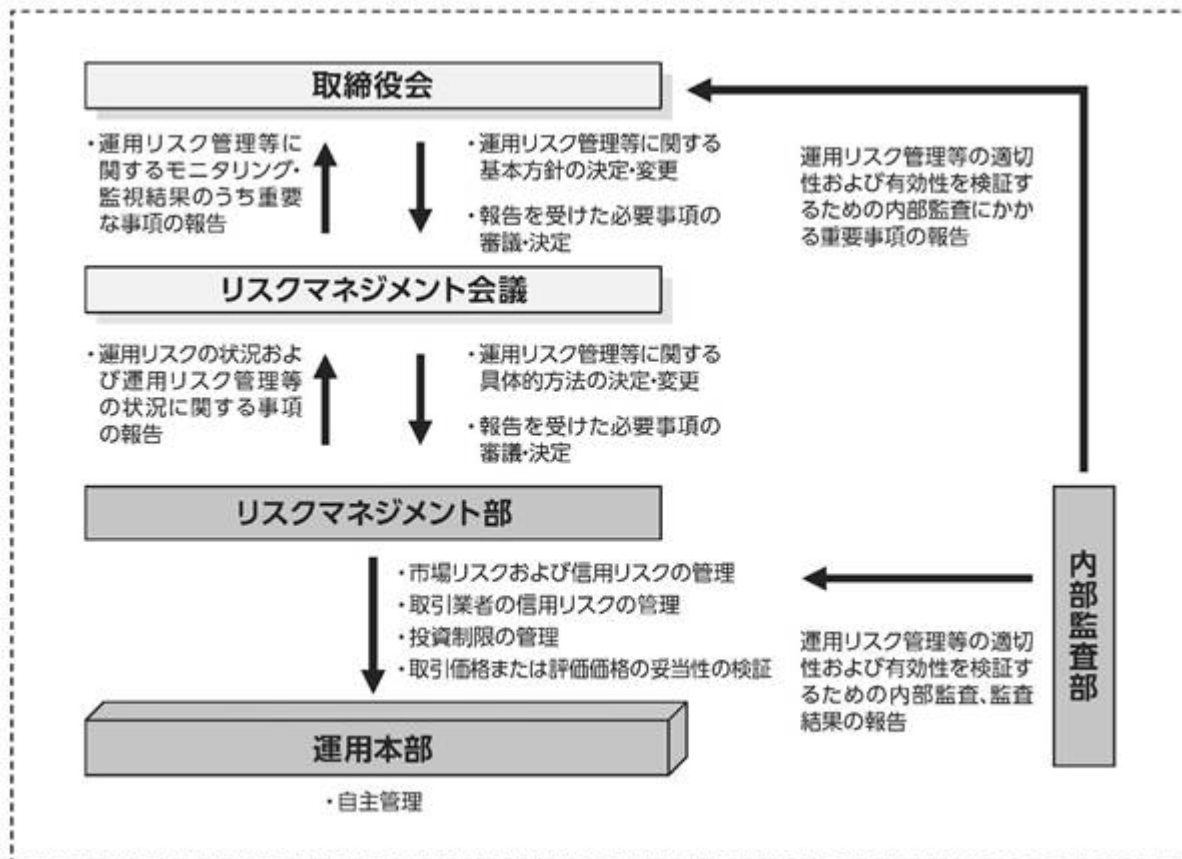 取締役会
・運用リスク管理等に
関するモニタリング・
監視結果のうち重要
な事項の報告
・運用リスク管理等に関する
基本方針の決定・変更
・報告を受けた必要事項の
審議・決定
運用リスク管理等の適切
性および有効性を検証す
るための内部監査にかか
る重要事項の報告
リスクマネジメント会議
・運用リスクの状況およ
び運用リスク管理等
の状況に関する事項
の報告
・運用リスク管理等に関する
具体的方法の決定・変更
・報告を受けた必要事項の
審議・決定
リスクマネジメント部
・市場リスクおよび信用リスクの管理
・取引業者の信用リスクの管理
・投資制限の管理
・取引価格または評価価格の妥当性の検証
運用リスク管理等の適切
性および有効性を検証す
るための内部監査、監査
結果の報告
内部監査部
運用本部
・自主管理